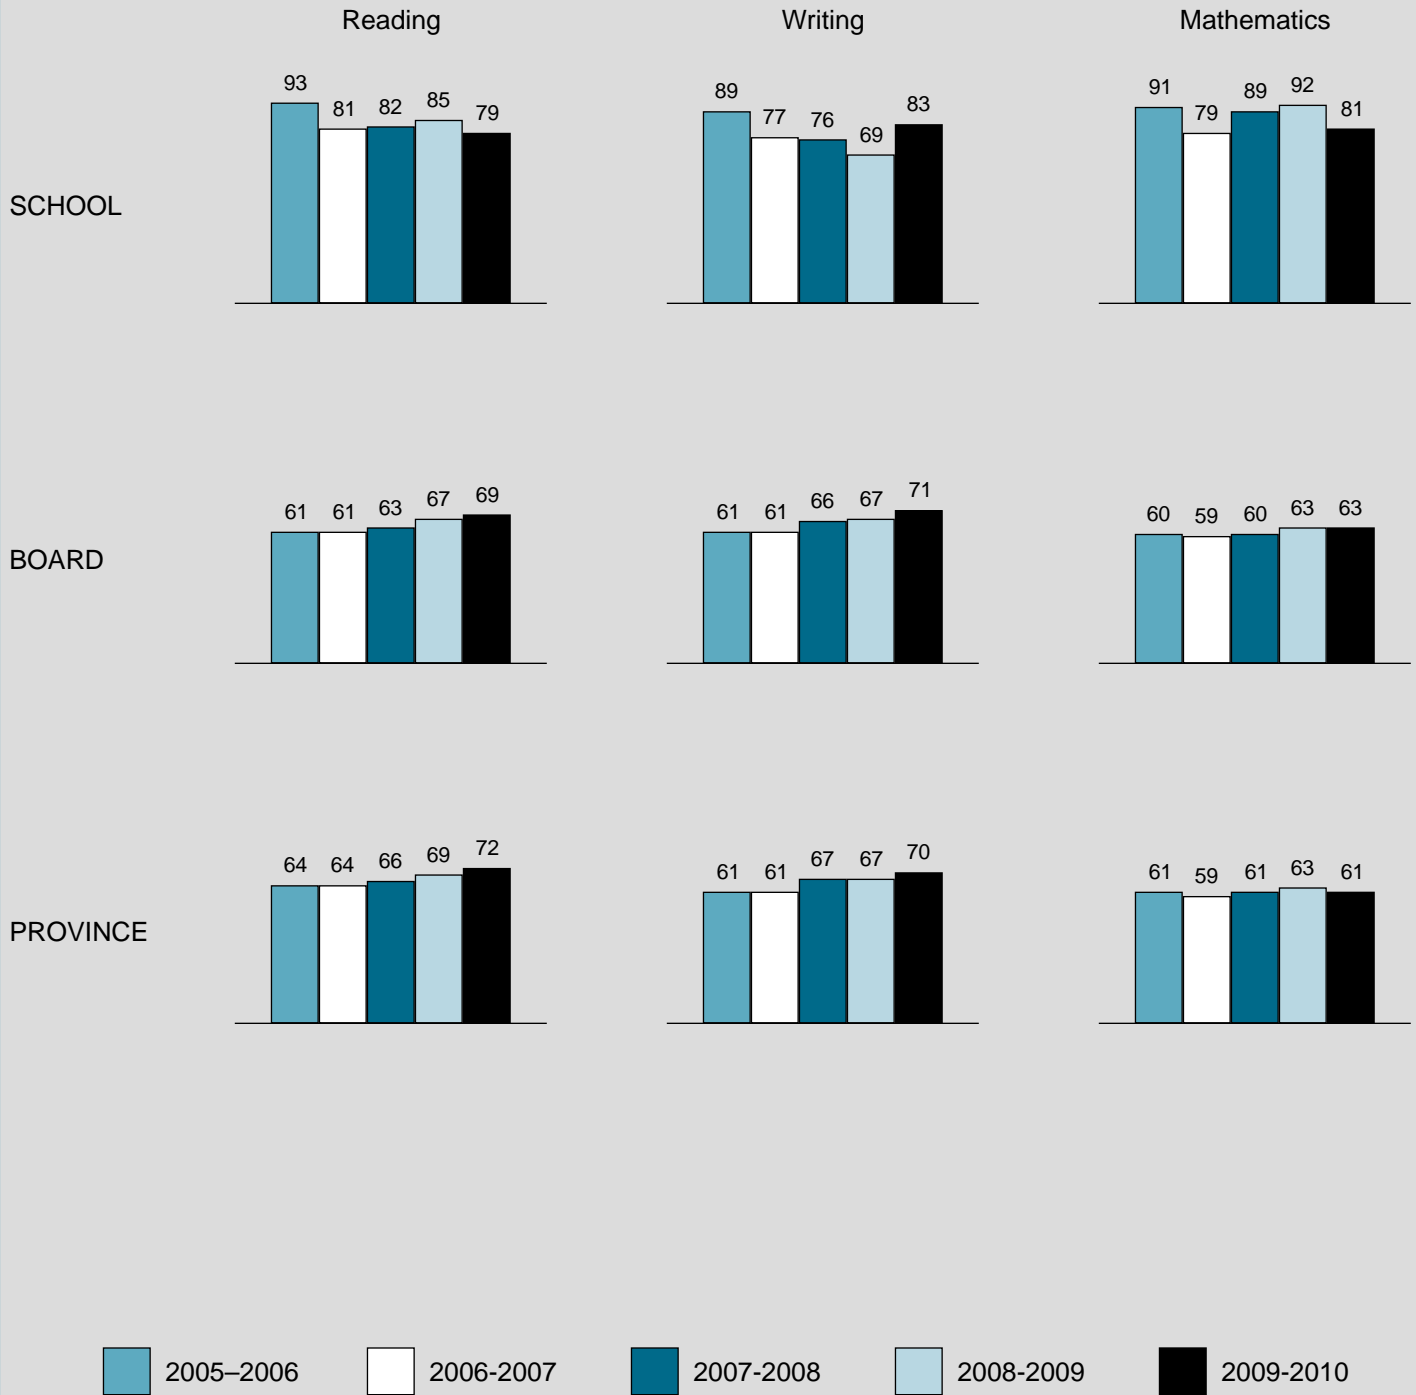 Reading Writing Mathematics
93 81 82 85 79 89 77 76 69 83 91 79 89 92 81
SCHOOL
61 61 63 67 69 61 61 66 67 71 60 59 60 63 63
BOARD
64 64 66 69 72 61 61 67 67 70 61 59 61 63 61
PROVINCE
2005–2006 2006-2007 2007-2008 2008-2009 2009-2010